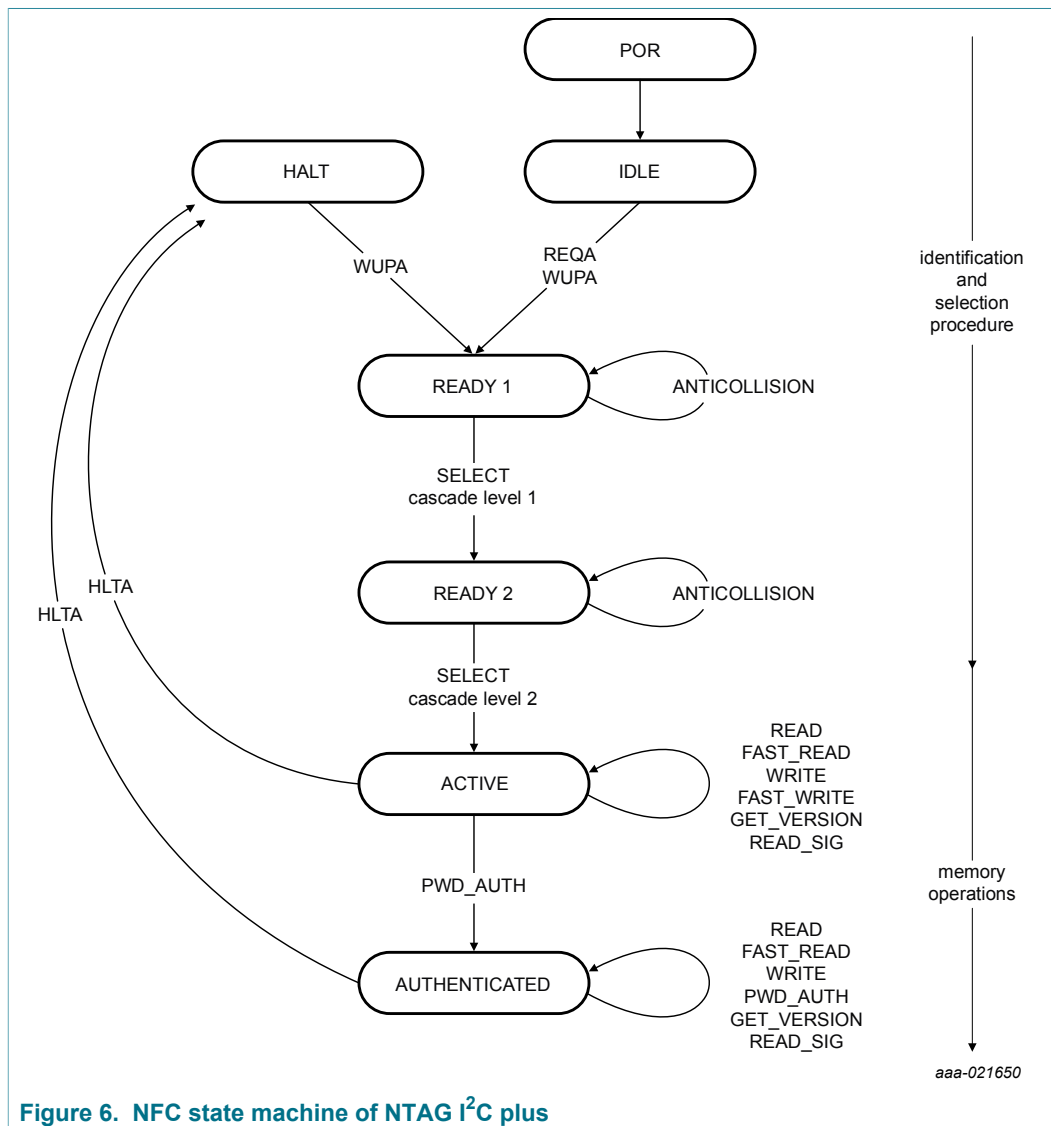 POR
HALT
IDLE
WUPA
REQA
WUPA
identification
and
selection
procedure
READY 1
ANTICOLLISION
SELECT
cascade level 1
READY 2
ANTICOLLISION
HLTA
HLTA
SELECT
cascade level 2
ACTIVE
READ
FAST_READ
WRITE
FAST_WRITE
GET_VERSION
READ_SIG
PWD_AUTH
memory
operations
AUTHENTICATED
READ
FAST_READ
WRITE
PWD_AUTH
GET_VERSION
READ_SIG
aaa-021650
Figure 6. NFC state machine of NTAG I²C plus